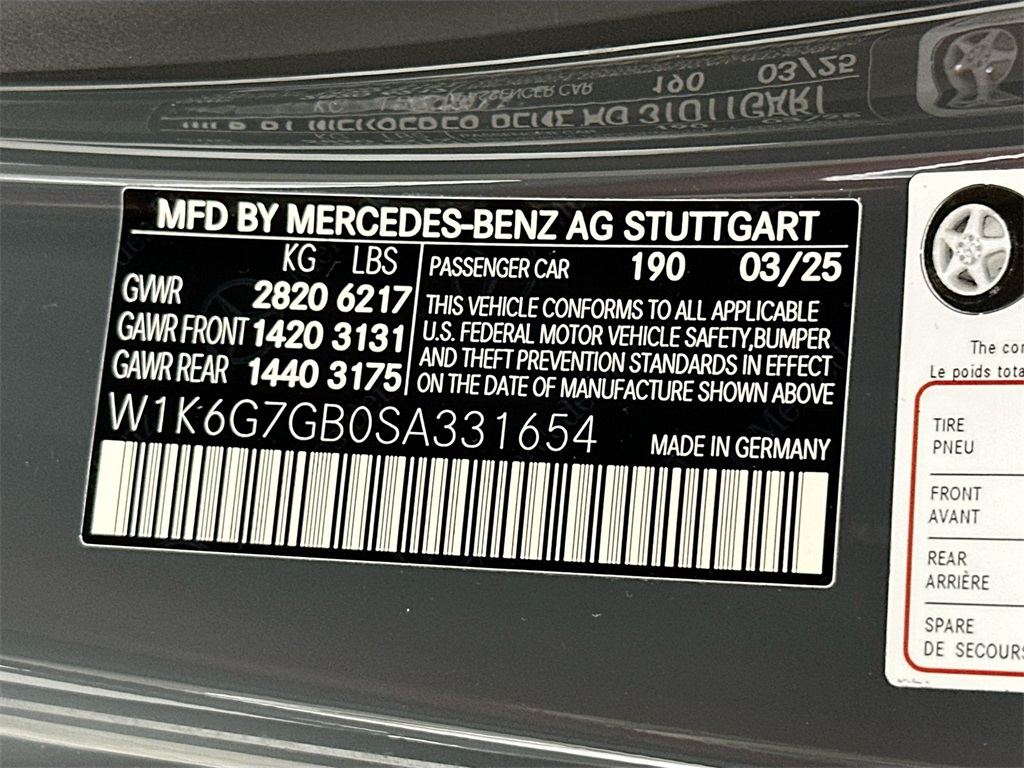 MFD BY MERCEDES-BENZ AG STUTTGART
KG LBS
GVWR 2820 6217
GAWR FRONT 1420 3131
GAWR REAR 1440 3175
PASSENGER CAR 190 03/25
THIS VEHICLE CONFORMS TO ALL APPLICABLE
U.S. FEDERAL MOTOR VEHICLE SAFETY,BUMPER
AND THEFT PREVENTION STANDARDS IN EFFECT
ON THE DATE OF MANUFACTURE SHOWN ABOVE
W1K6G7GB0SA331654
MADE IN GERMANY
The
Le poids
TIRE
PNEU
FRONT
AVANT
REAR
ARRIÈRE
SPARE
DE SECOURS